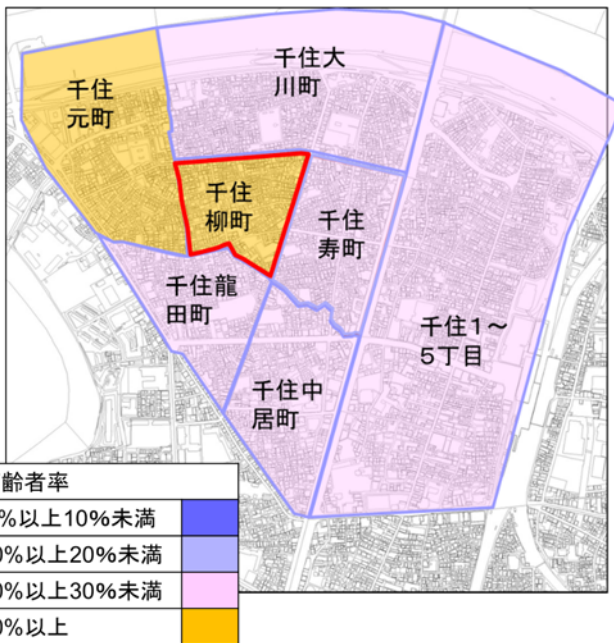 千住大
川町
千住
元町
千住
柳町
千住
寿町
千住龍
田町
千住1~
5丁目
千住中
居町
齢者率
%以上10%未満
0%以上20%未満
0%以上30%未満
0%以上